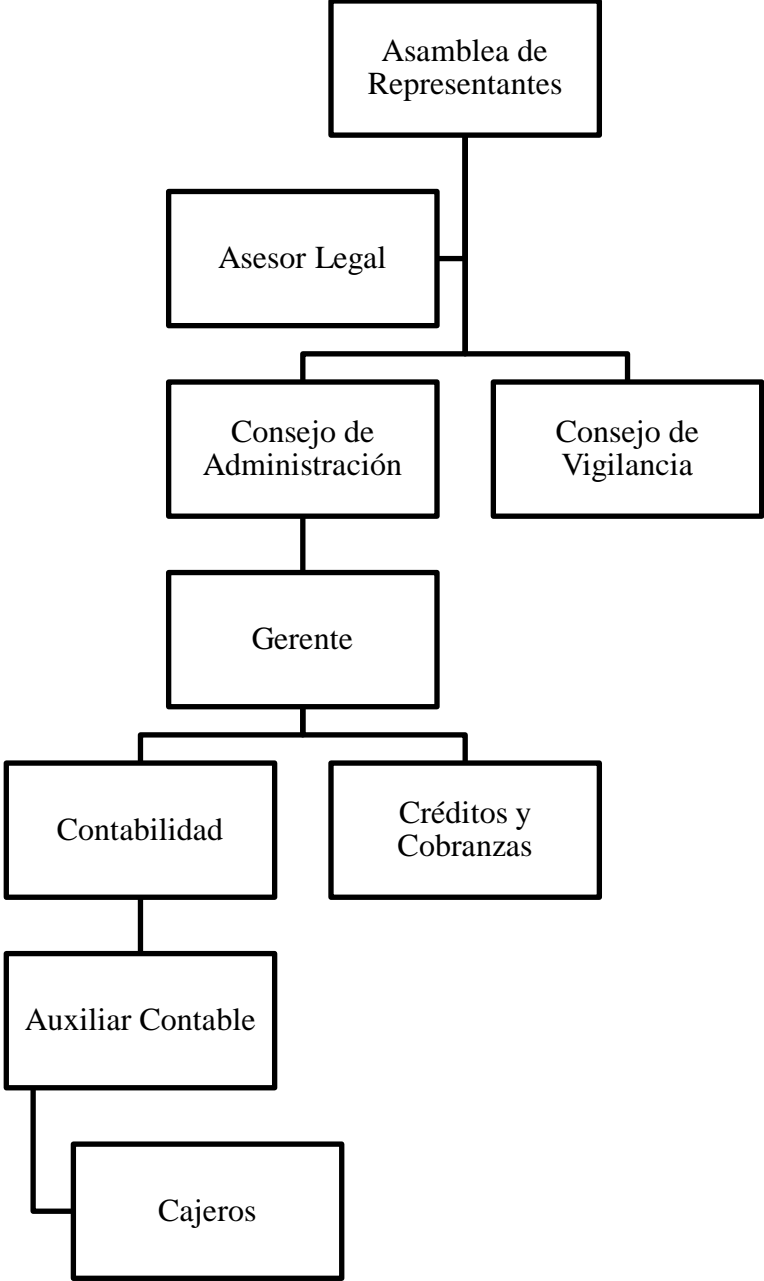 Asamblea de
Representantes
Asesor Legal
Consejo de
Administración
Consejo de
Vigilancia
Gerente
Contabilidad
Créditos y
Cobranzas
Auxiliar Contable
Cajeros